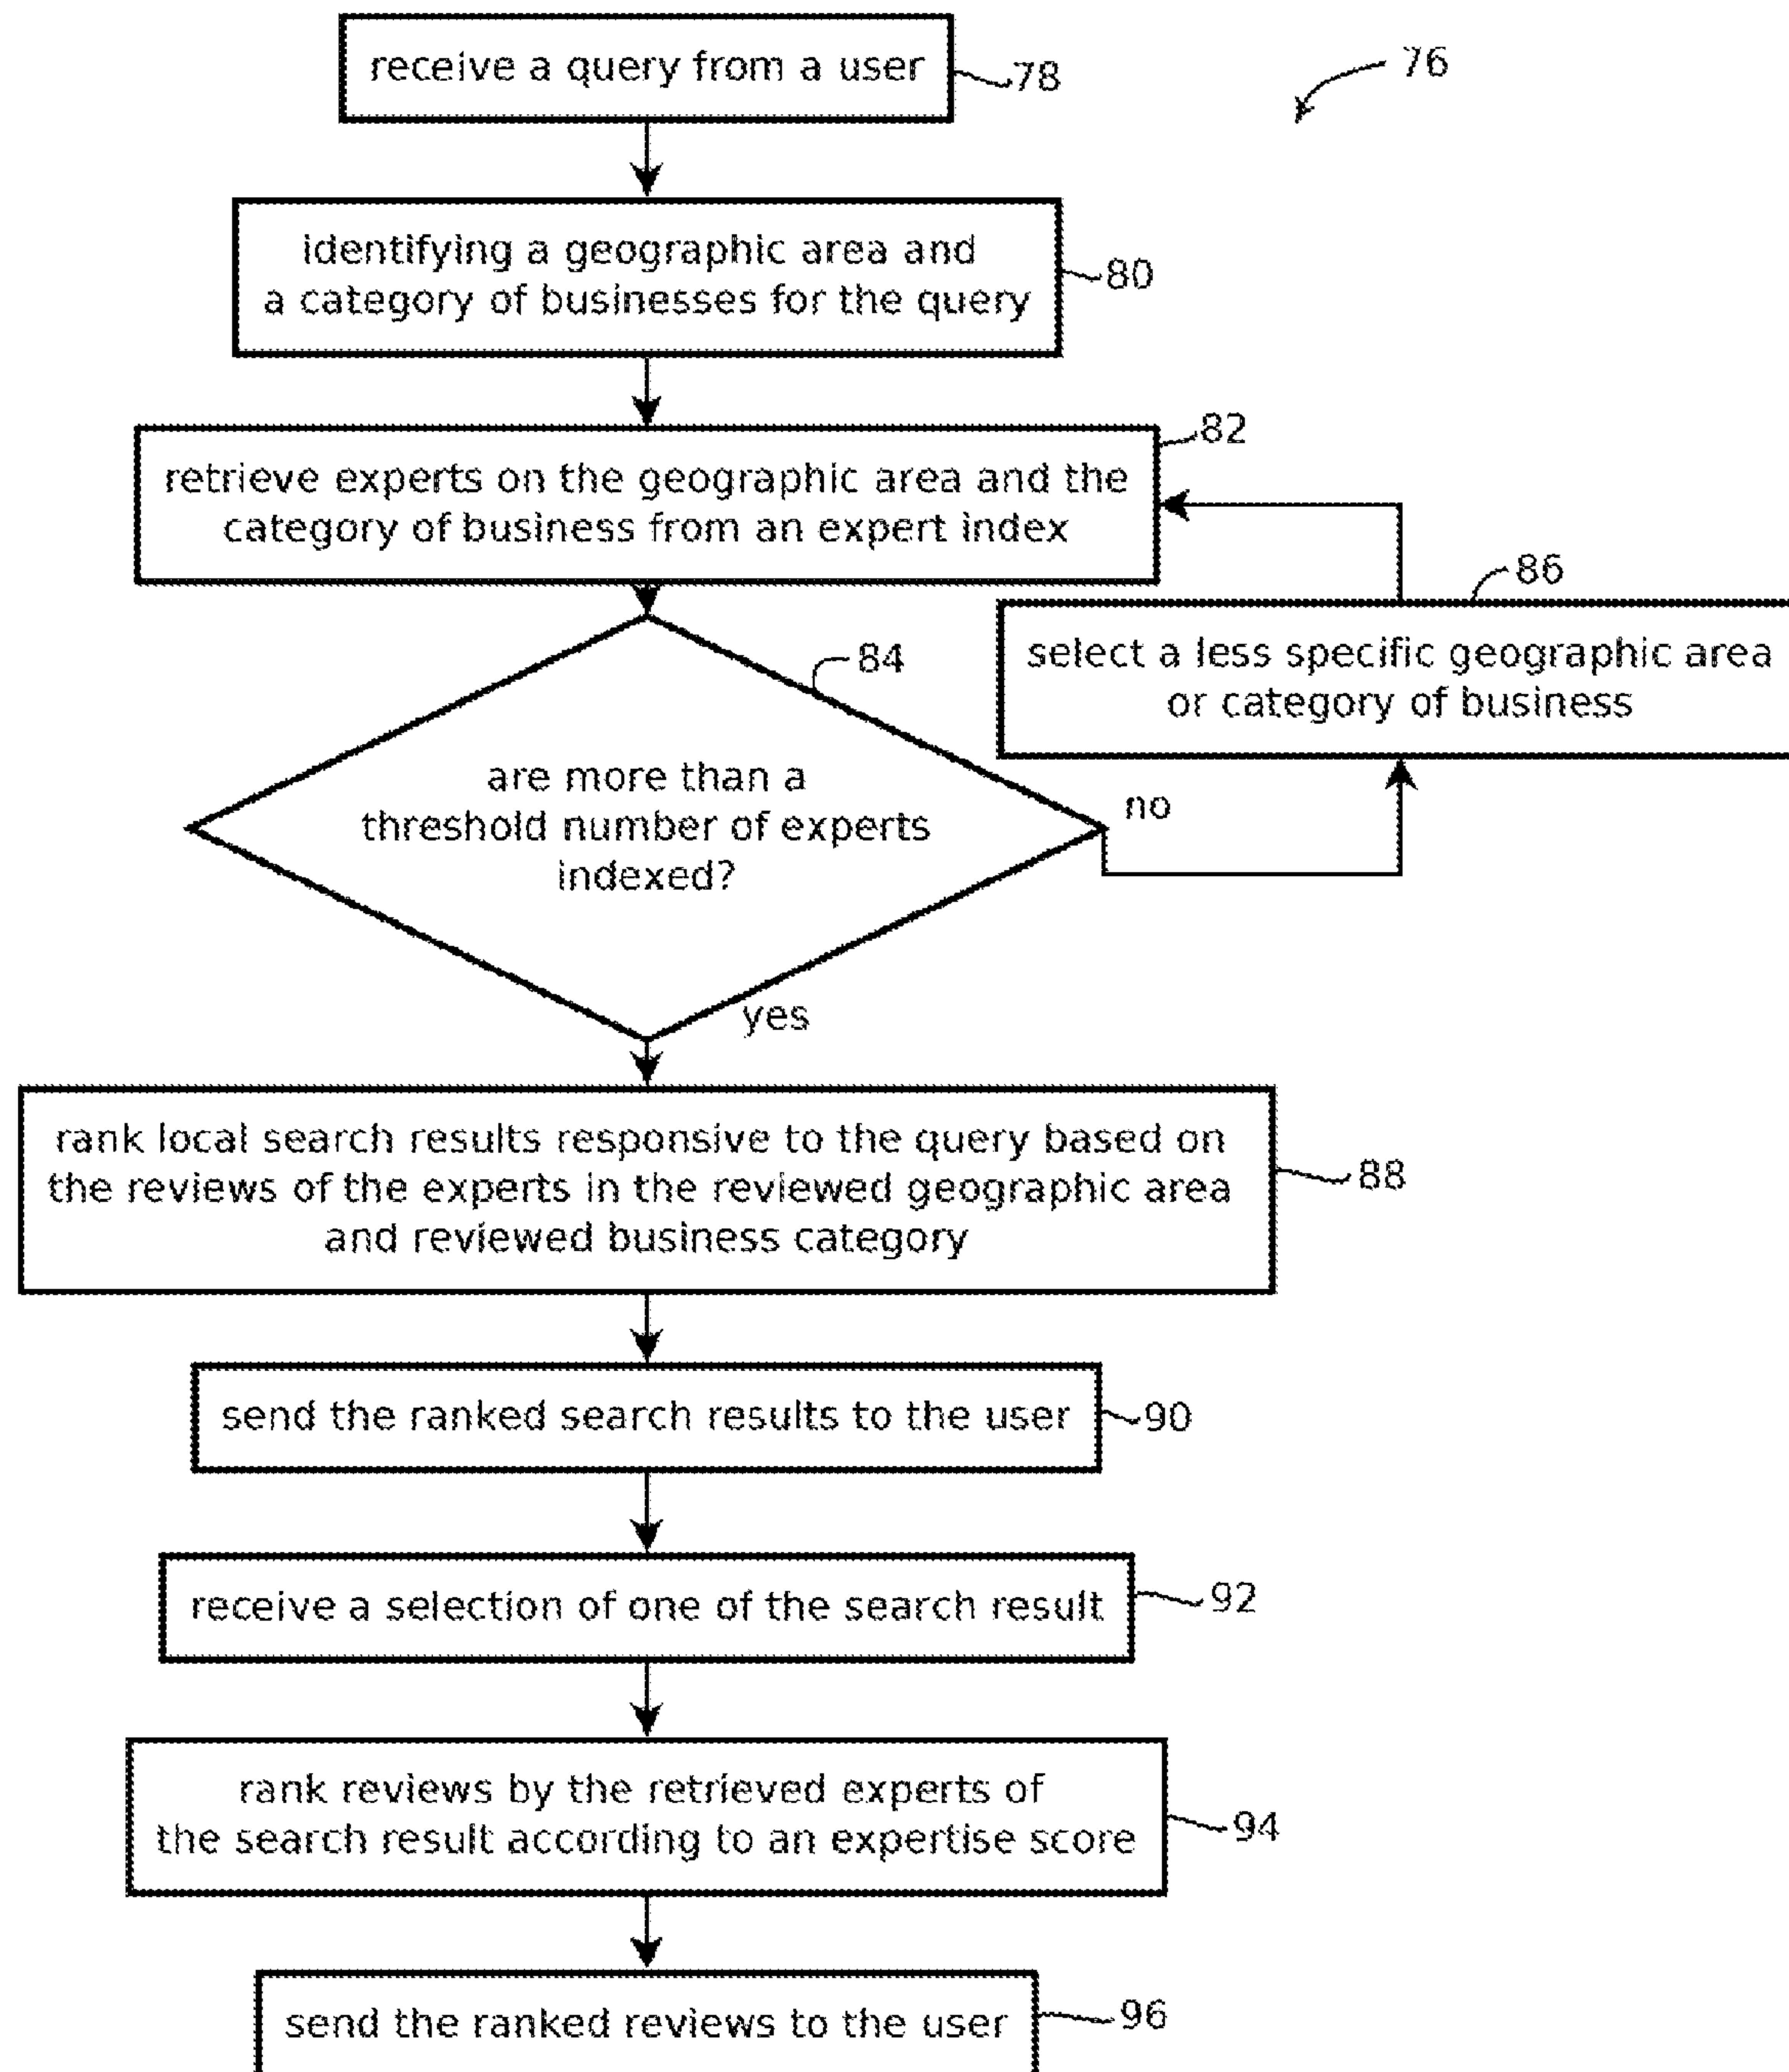 receive a query from a user
78
76
identifying a geographic area and
a category of businesses for the query
80
82
retrieve experts on the geographic area and the
category of business from an expert index
86
select a less specific geographic area
or category of business
84
are more than a
threshold number of experts
indexed?
no
yes
rank local search results responsive to the query based on
the reviews of the experts in the reviewed geographic area
and reviewed business category
88
send the ranked search results to the user
90
receive a selection of one of the search result
92
rank reviews by the retrieved experts of
the search result according to an expertise score
94
send the ranked reviews to the user
96